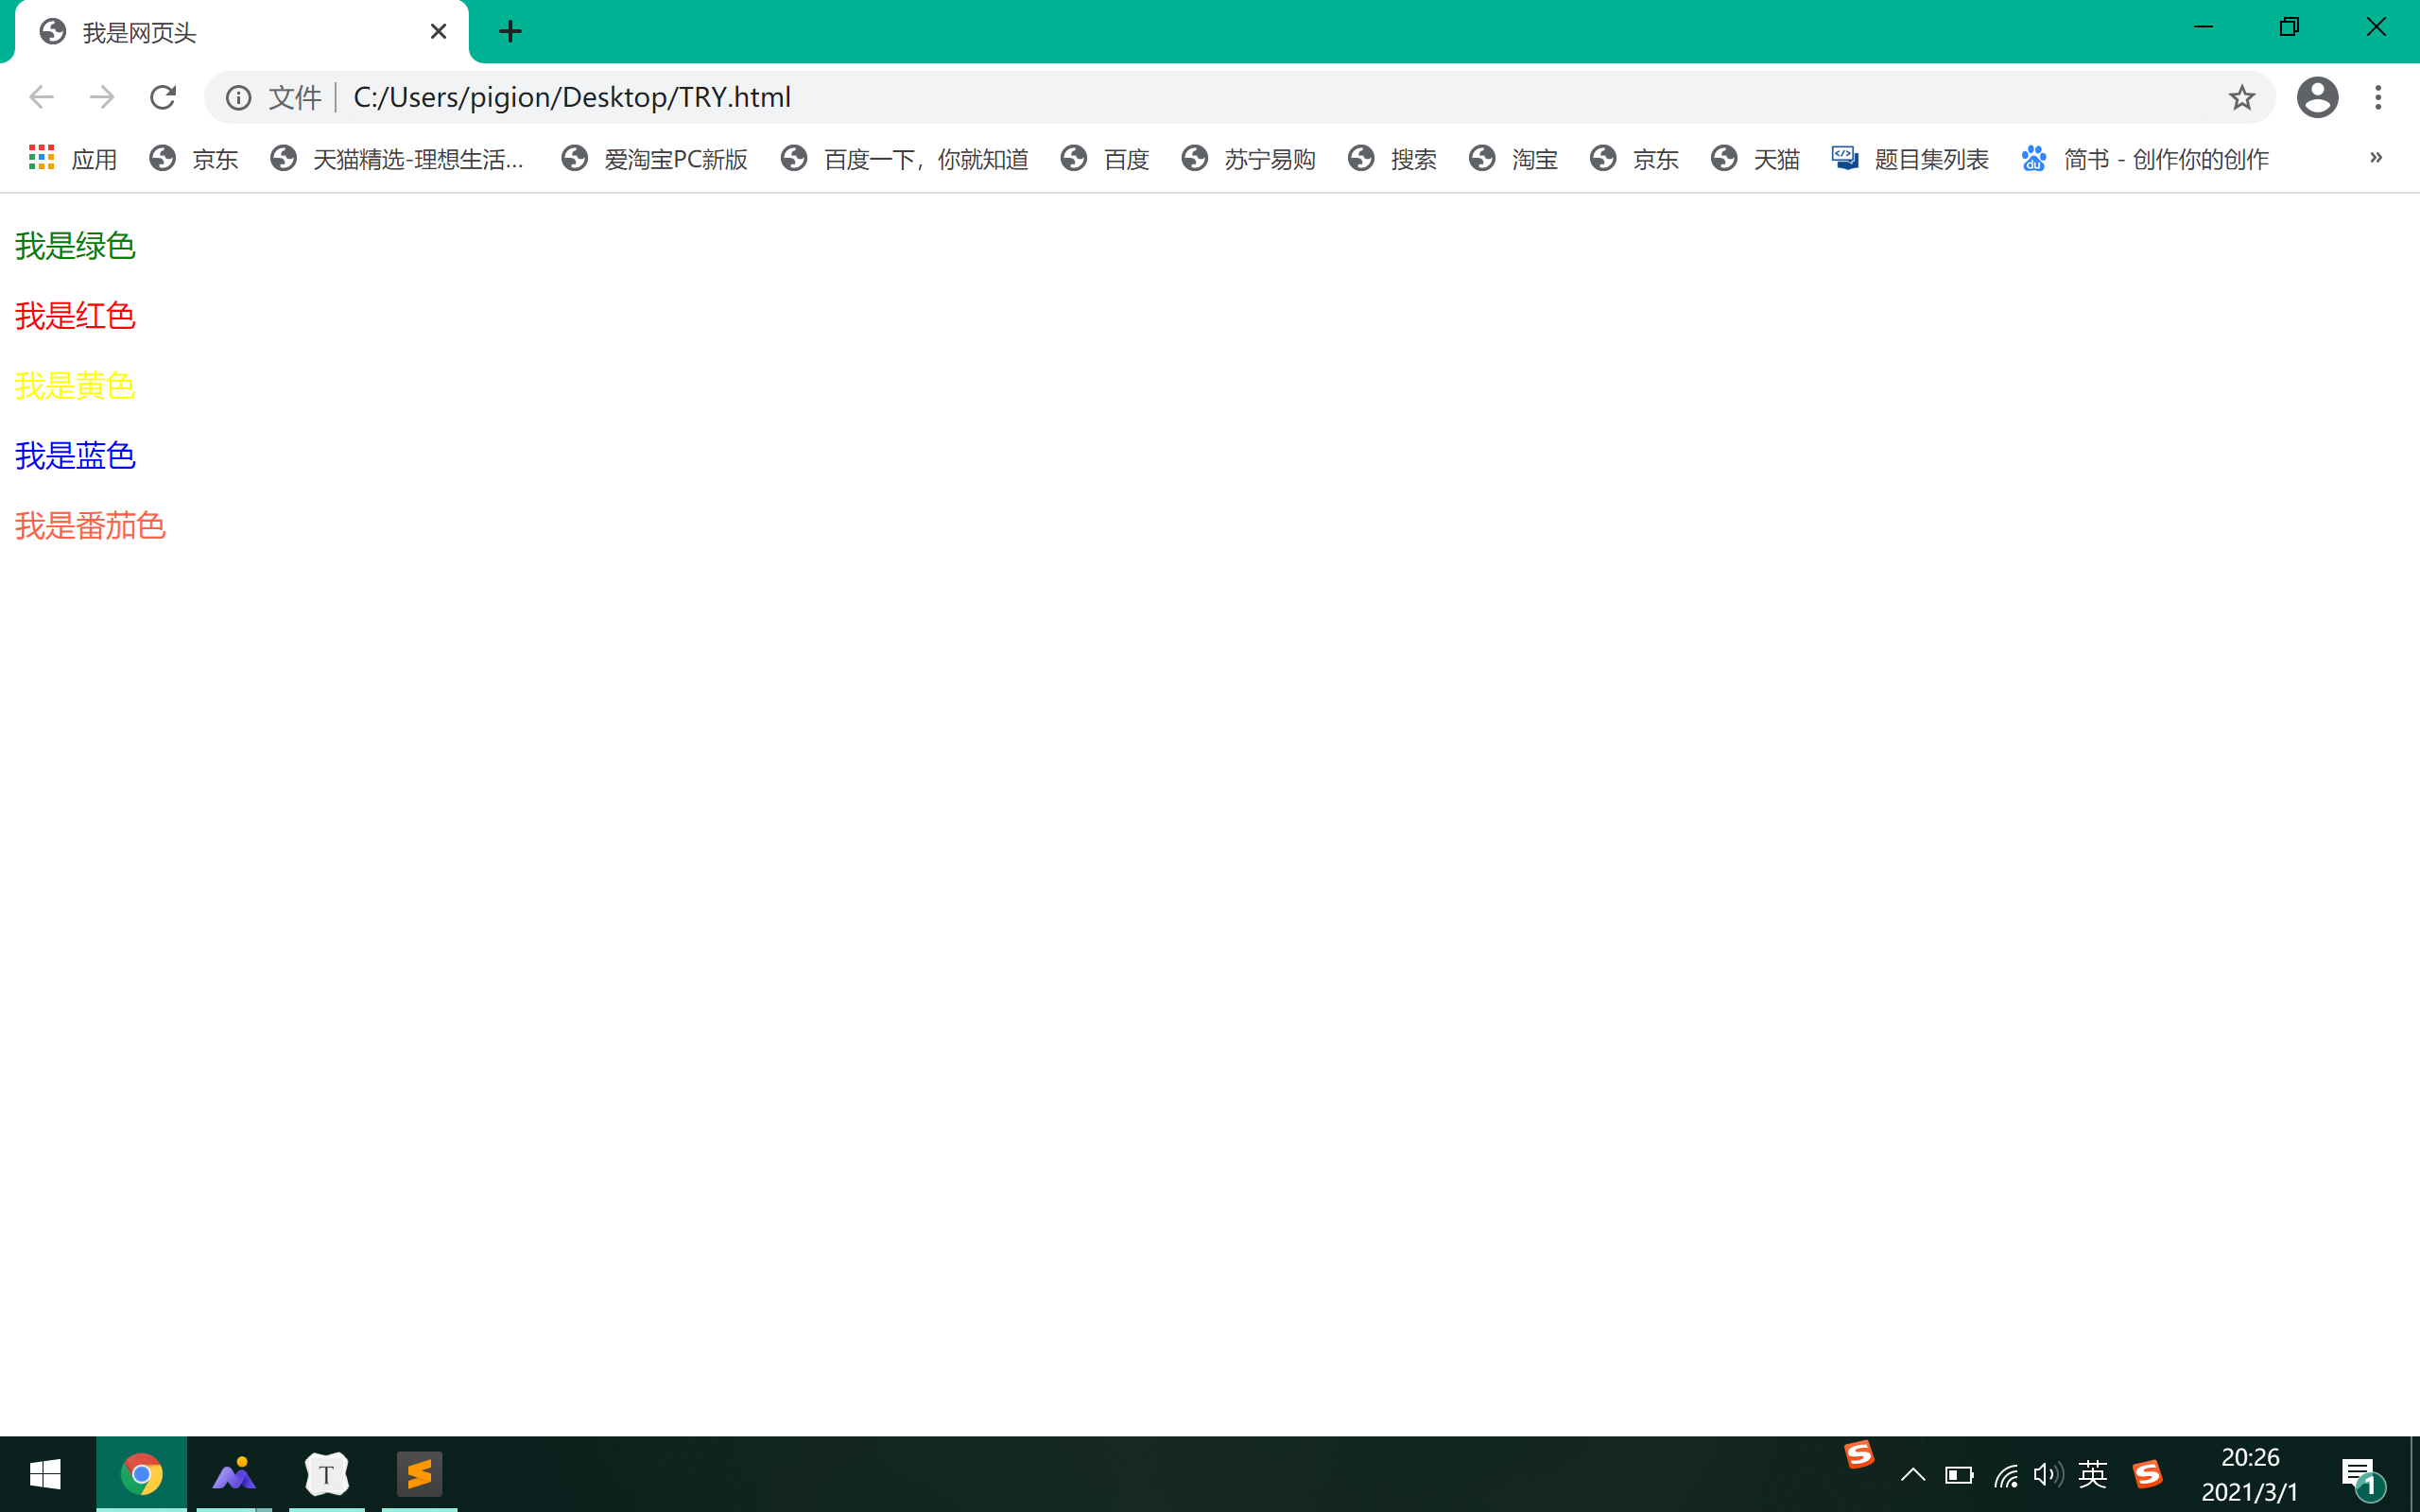 我是网页头
文件 C:/Users/pigion/Desktop/TRY.html
应用 京东 天猫精选-理想生活... 爱淘宝PC新版 百度一下，你就知道 百度 苏宁易购 搜索 淘宝 京东 天猫 题目集列表 简书 - 创作你的创作 »
我是绿色
我是红色
我是黄色
我是蓝色
我是番茄色
英
20:26
2021/3/1
1